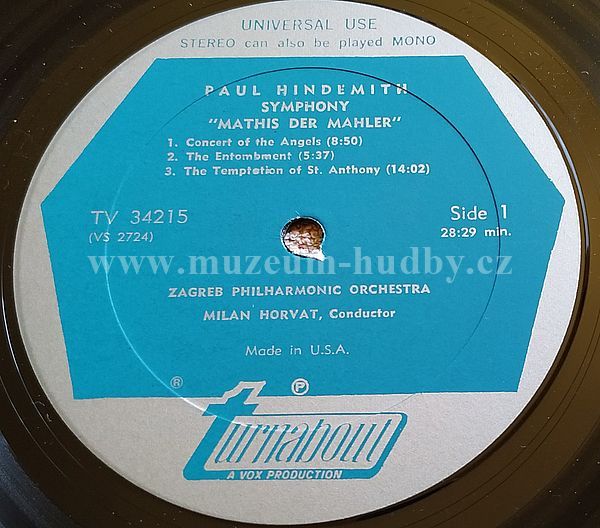 UNIVERSAL USE
STEREO can also be played MONO
PAUL HINDEMITH
SYMPHONY
"MATHIS DER MAHLER"
1. Concert of the Angels (8:50)
2. The Entombment (5:37)
3. The Temptation of St. Anthony (14:02)
TV 34215
(VS 2724)
Side 1
28:29 min.
www.muzeum-hudby.cz
ZAGREB PHILHARMONIC ORCHESTRA
MILAN HORVAT, Conductor
Made in U.S.A.
® ℗
turnabout
A VOX PRODUCTION